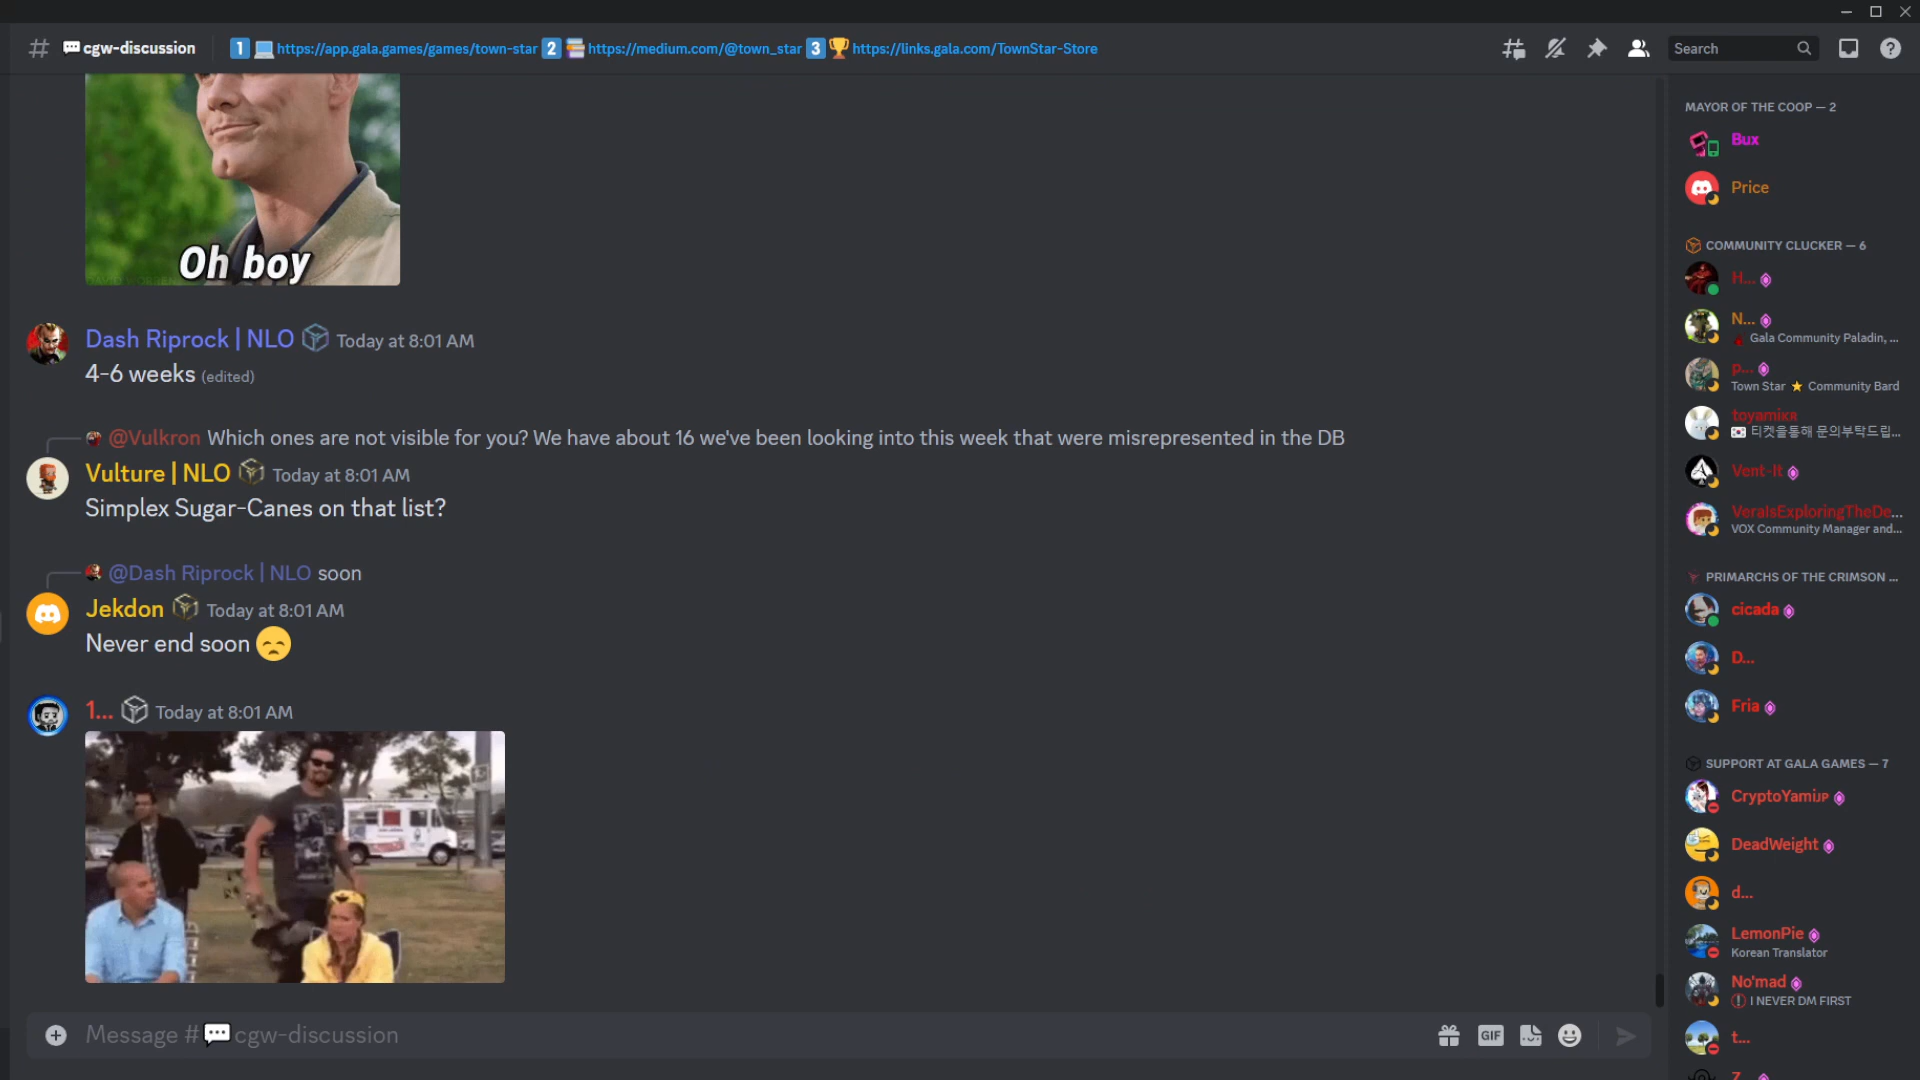 cgw-discussion
1 https://app.gala.games/games/town-star 2 https://medium.com/@town_star 3 https://links.gala.com/TownStar-Store
Search
Oh boy
Dash Riprock | NLO Today at 8:01 AM
4-6 weeks (edited)
@Vulkron Which ones are not visible for you? We have about 16 we've been looking into this week that were misrepresented in the DB
Vulture | NLO Today at 8:01 AM
Simplex Sugar-Canes on that list?
@Dash Riprock | NLO soon
Jekdon Today at 8:01 AM
Never end soon
1... Today at 8:01 AM
Message # cgw-discussion
GIF
MAYOR OF THE COOP — 2
Bux
Price
COMMUNITY CLUCKER — 6
H...
N...
Gala Community Paladin, ...
p...
Town Star ⭐ Community Bard
toyamiKR
티켓을통해 문의부탁드립...
Vent-It
VeraIsExploringTheDe...
VOX Community Manager and...
PRIMARCHS OF THE CRIMSON ...
cicada
D...
Fria
SUPPORT AT GALA GAMES — 7
CryptoYamiJP
DeadWeight
d...
LemonPie
Korean Translator
No'mad
I NEVER DM FIRST
t...
Z...